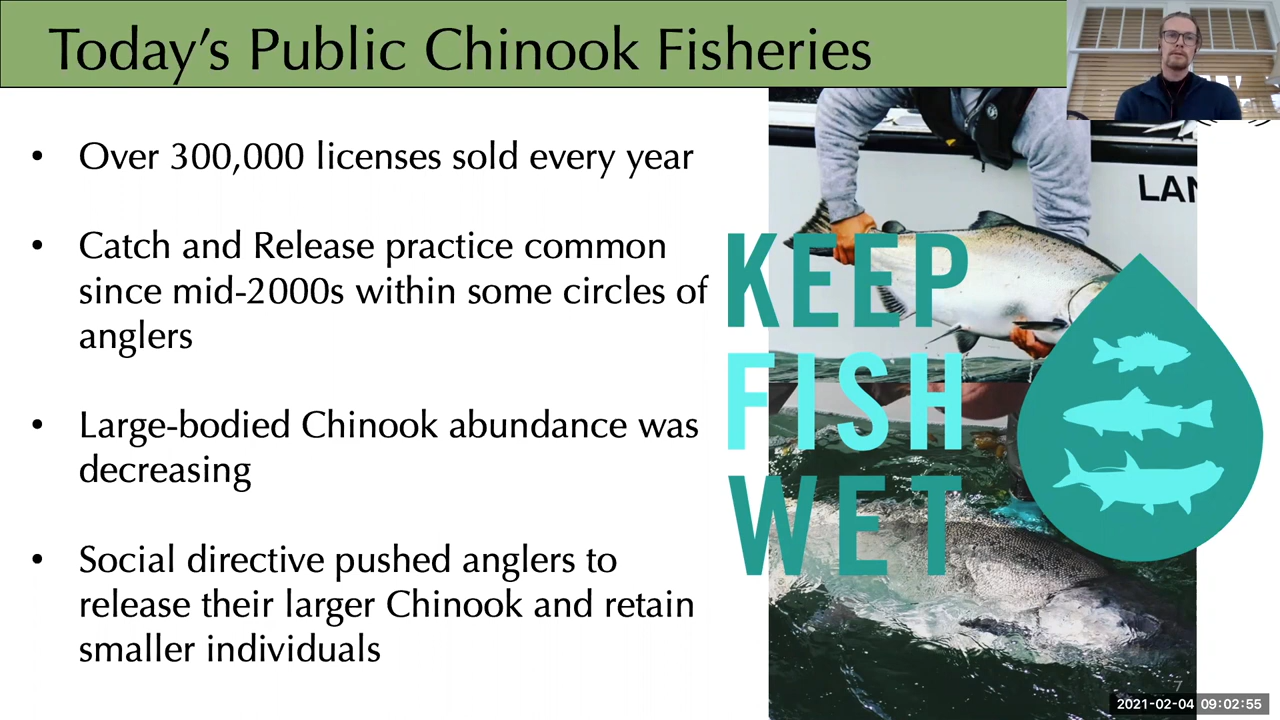 Today's Public Chinook Fisheries
• Over 300,000 licenses sold every year
• Catch and Release practice common
since mid-2000s within some circles of
anglers
• Large-bodied Chinook abundance was
decreasing
• Social directive pushed anglers to
release their larger Chinook and retain
smaller individuals
LAN
KEEP
FISH
WET
7
2021-02-04 09:02:55